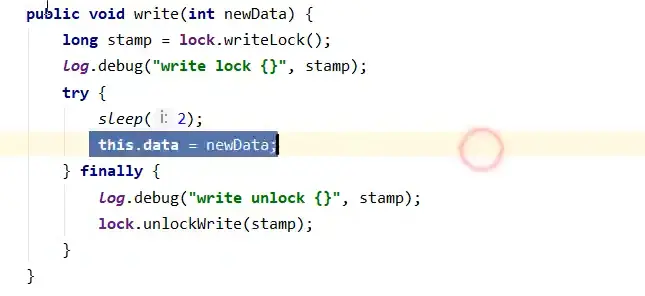 public void write(int newData) {
long stamp = lock.writeLock();
log.debug("write lock {}", stamp);
try {
sleep( i: 2);
this.data = newData;
} finally {
log.debug("write unlock {}", stamp);
lock.unlockWrite(stamp);
}
}